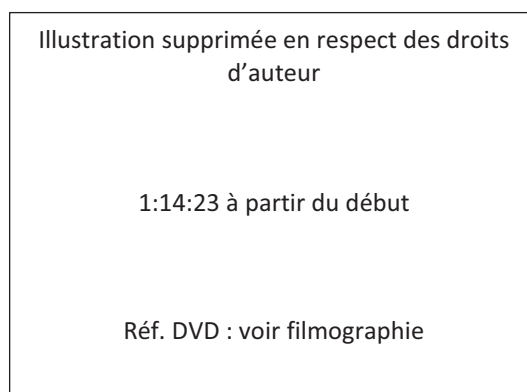 Illustration supprimée en respect des droits
d’auteur
1:14:23 à partir du début
Réf. DVD : voir filmographie